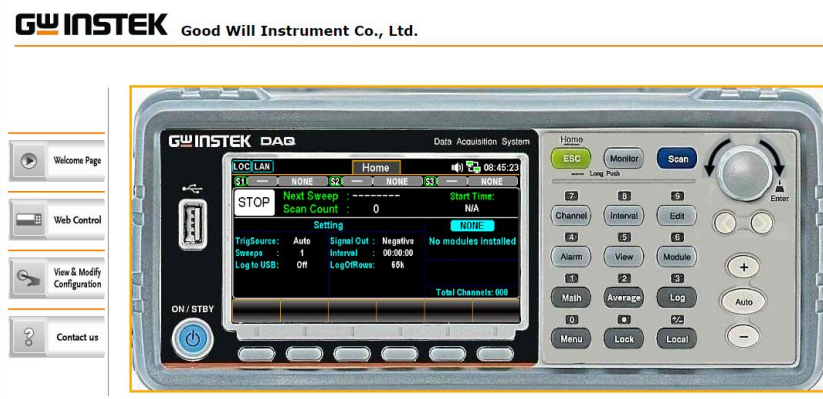 GW INSTEK Good Will Instrument Co., Ltd.
Welcome Page
Web Control
View & Modify
Configuration
Contact us
GW INSTEK DAQ
Data Acquisition System
LOC LAN Home 08:45:23
S1 — NONE S2 — NONE S3 — NONE
STOP
Next Sweep : --------
Scan Count : 0
Start Time:
N/A
Setting
NONE
TrigSource: Auto Signal Out : Negative
Sweeps : 1 Interval : 00:00:00
Log to USB: Off LogOfRows: 65k
No modules installed
Total Channels: 000
ON / STBY
Home
ESC Monitor Scan
Long Push
Enter
7 8 9
Channel Interval Edit
4 5 6
Alarm View Module
1 2 3
Math Average Log
0 • +/-
Menu Lock Local
+
Auto
−